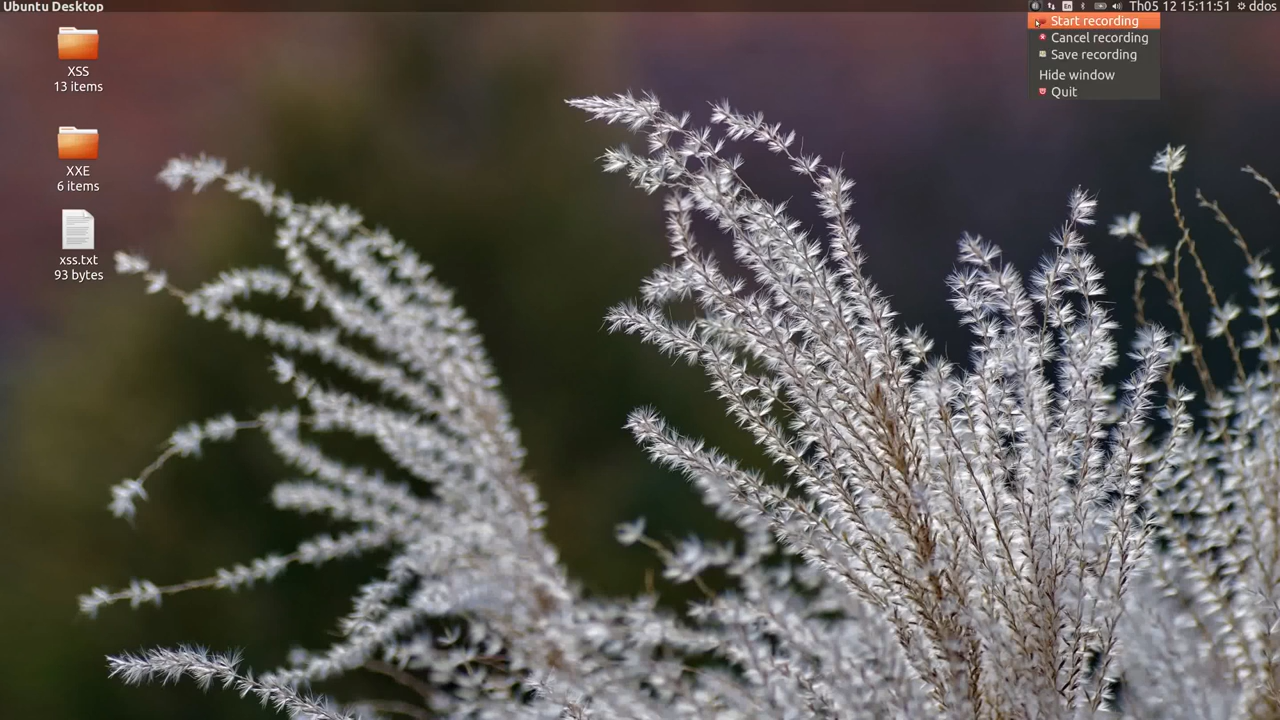 Ubuntu Desktop
En
Th05 12 15:11:51
ddos
Start recording
Cancel recording
Save recording
Hide window
Quit
XSS
13 items
XXE
6 items
xss.txt
93 bytes